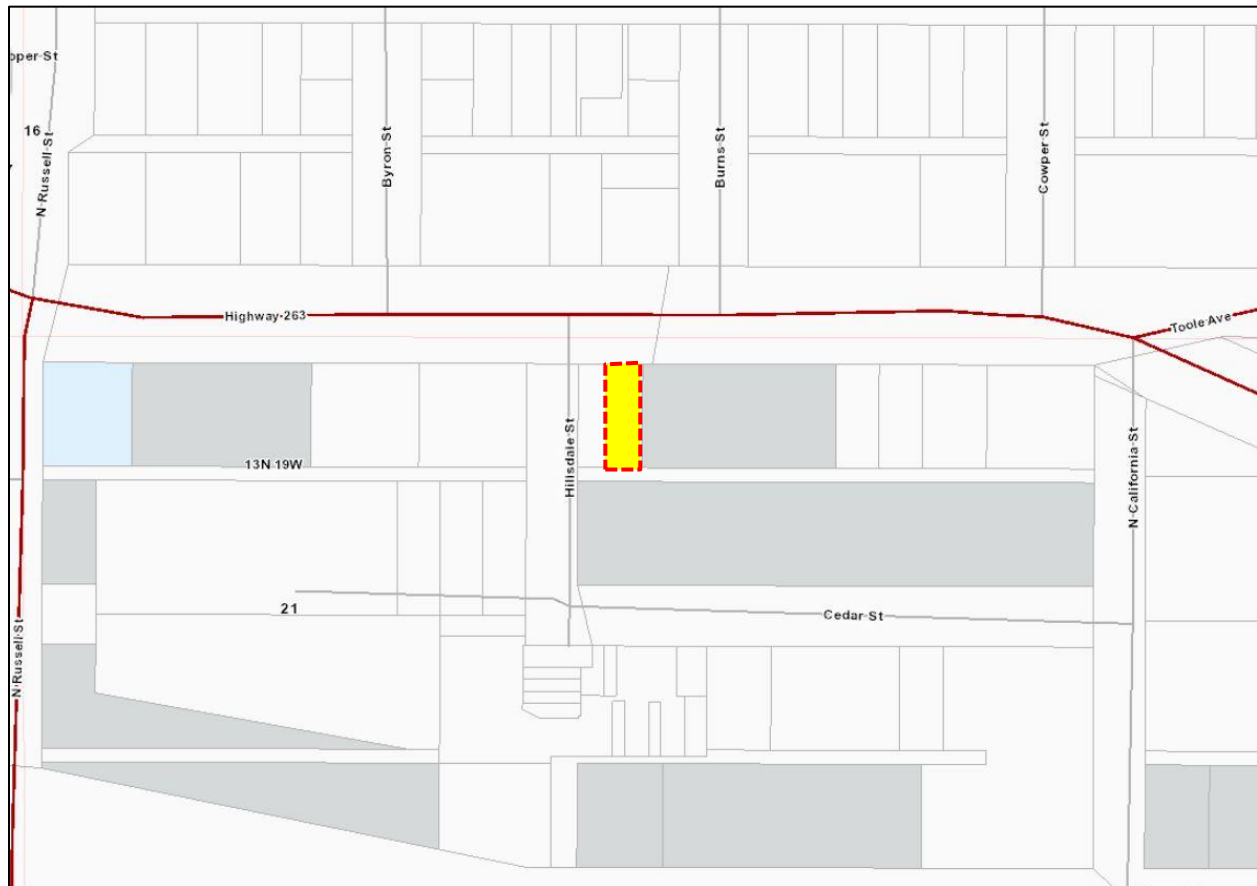 oper St
16
N Russell St
Byron St
Burns St
Cowper St
Highway 263
Toole Ave
Hillsdale St
13N 19W
N California St
21
Cedar St
N Russell St